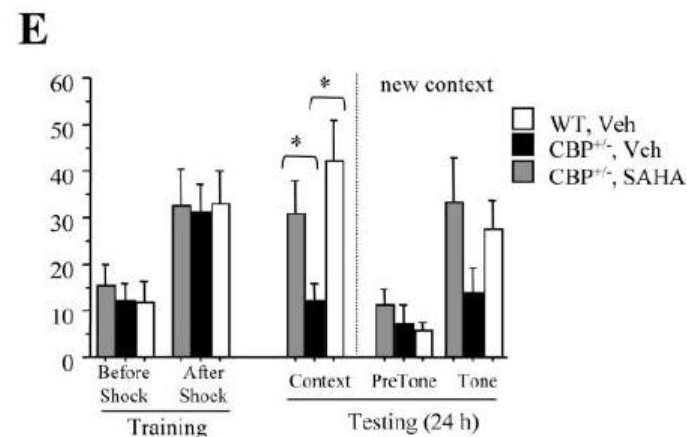 E
60
50
40
30
20
10
0
*
*
new context
WT, Veh
CBP+/-, Veh
CBP+/-, SAHA
Before Shock
After Shock
Context
PreTone
Tone
Training
Testing (24 h)